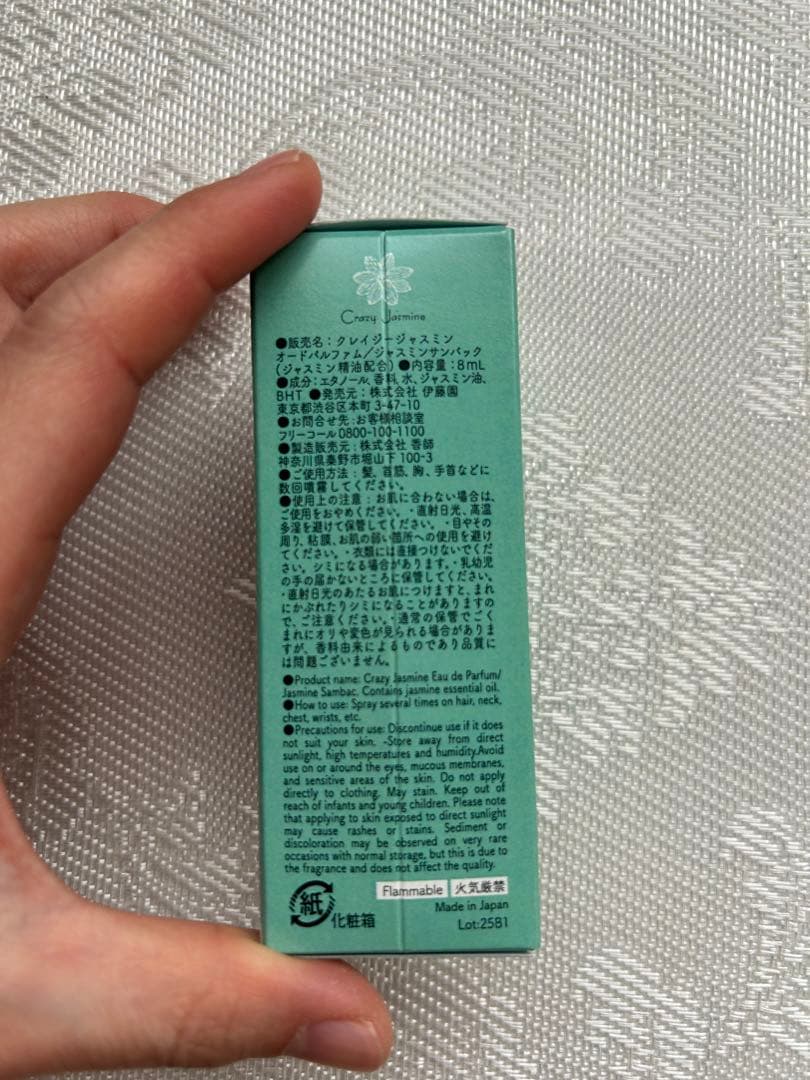 Crazy Jasmine
●販売名：クレイジージャスミン
オードパルファム／ジャスミンサンバック
(ジャスミン精油配合) ●内容量：8mL
●成分：エタノール、香料、水、ジャスミン油、
BHT ●発売元：株式会社 伊藤園
東京都渋谷区本町 3-47-10
●お問合せ先：お客様相談室
フリーコール 0800-100-1100
●製造販売元：株式会社 香師
神奈川県秦野市堀山下 100-3
●ご使用方法：髪、首筋、胸、手首などに
数回噴霧してください。
●使用上の注意：お肌に合わない場合は、
ご使用をおやめください。・直射日光、高温
多湿を避けて保管してください。・目やその
周り、粘膜、お肌の弱い箇所への使用を避け
てください。・衣類には直接つけないでくだ
さい。シミになる場合があります。・乳幼児
の手の届かないところに保管してください。
・直射日光のあたるお肌につけますと、まれ
にかぶれたりシミになることがありますの
で、ご注意ください。・通常の保管でごく
まれにオリや変色が見られる場合がありま
すが、香料由来によるものであり品質に
は問題ございません。
●Product name: Crazy Jasmine Eau de Parfum/
Jasmine Sambac. Contains jasmine essential oil.
●How to use: Spray several times on hair, neck,
chest, wrists, etc.
●Precautions for use: Discontinue use if it does
not suit your skin. -Store away from direct
sunlight, high temperatures and humidity.Avoid
use on or around the eyes, mucous membranes,
and sensitive areas of the skin. Do not apply
directly to clothing. May stain. Keep out of
reach of infants and young children. Please note
that applying to skin exposed to direct sunlight
may cause rashes or stains. Sediment or
discoloration may be observed on very rare
occasions with normal storage, but this is due to
the fragrance and does not affect the quality.
Flammable 火気厳禁
紙 化粧箱
Made in Japan
Lot:25B1